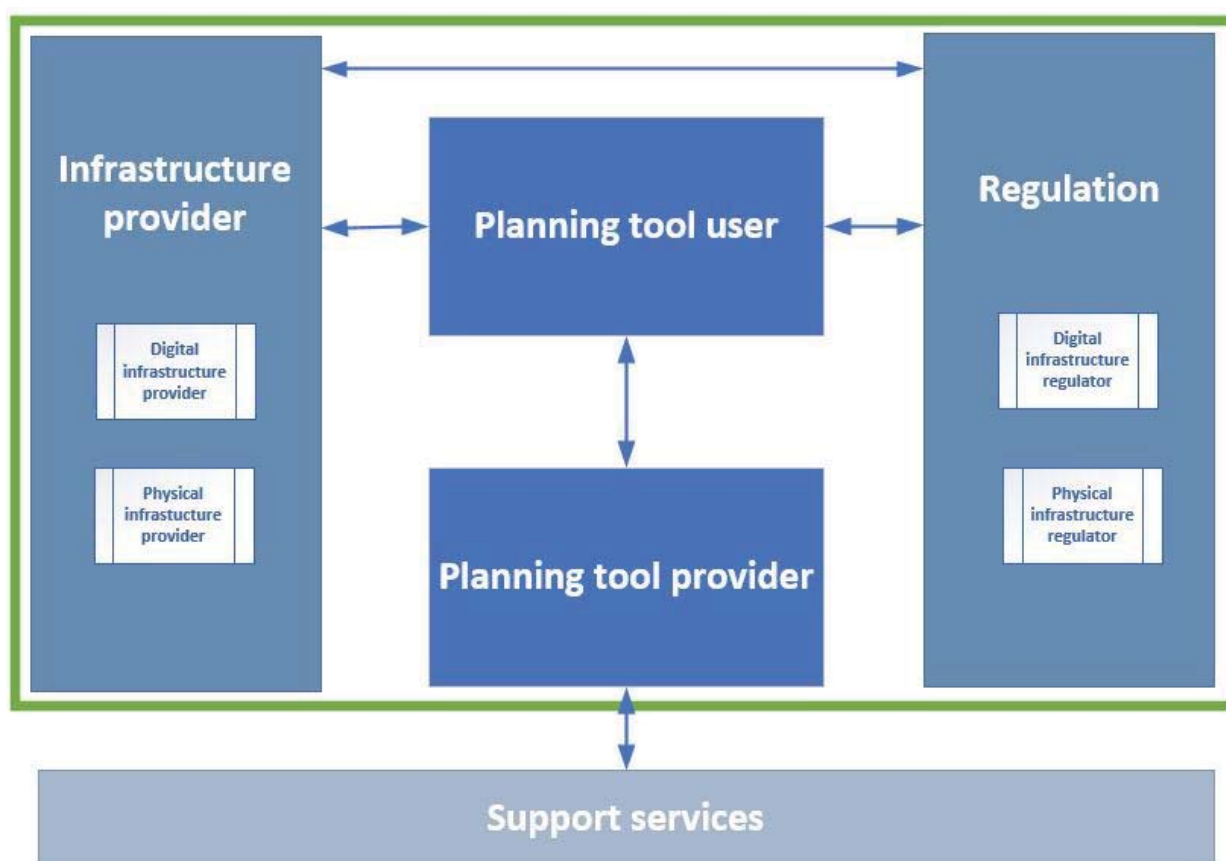 Infrastructure
provider
Planning tool user
Regulation
Digital
infrastructure
provider
Digital
infrastructure
regulator
Physical
infrastucture
provider
Physical
infrastructure
regulator
Planning tool provider
Support services